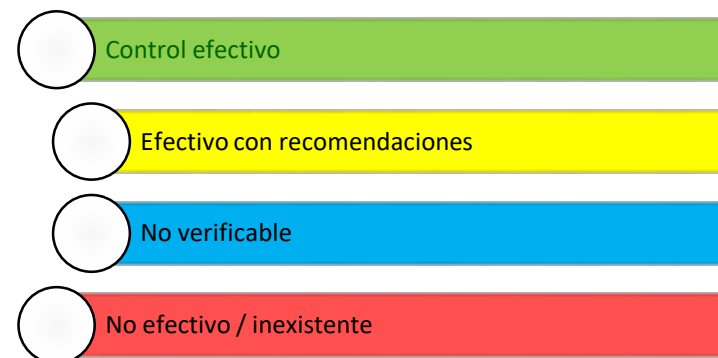 Control efectivo
Efectivo con recomendaciones
No verificable
No efectivo / inexistente